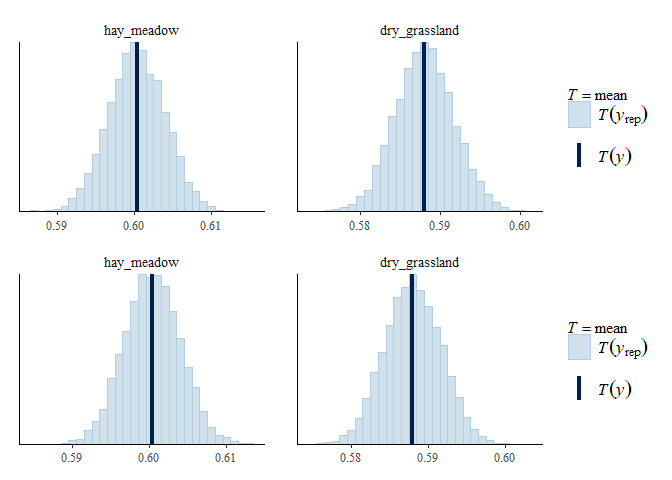 hay_meadow
dry_grassland
T = mean
T(yrep)
T(y)
0.59 0.60 0.61
0.58 0.59 0.60
hay_meadow
dry_grassland
T = mean
T(yrep)
T(y)
0.59 0.60 0.61
0.58 0.59 0.60